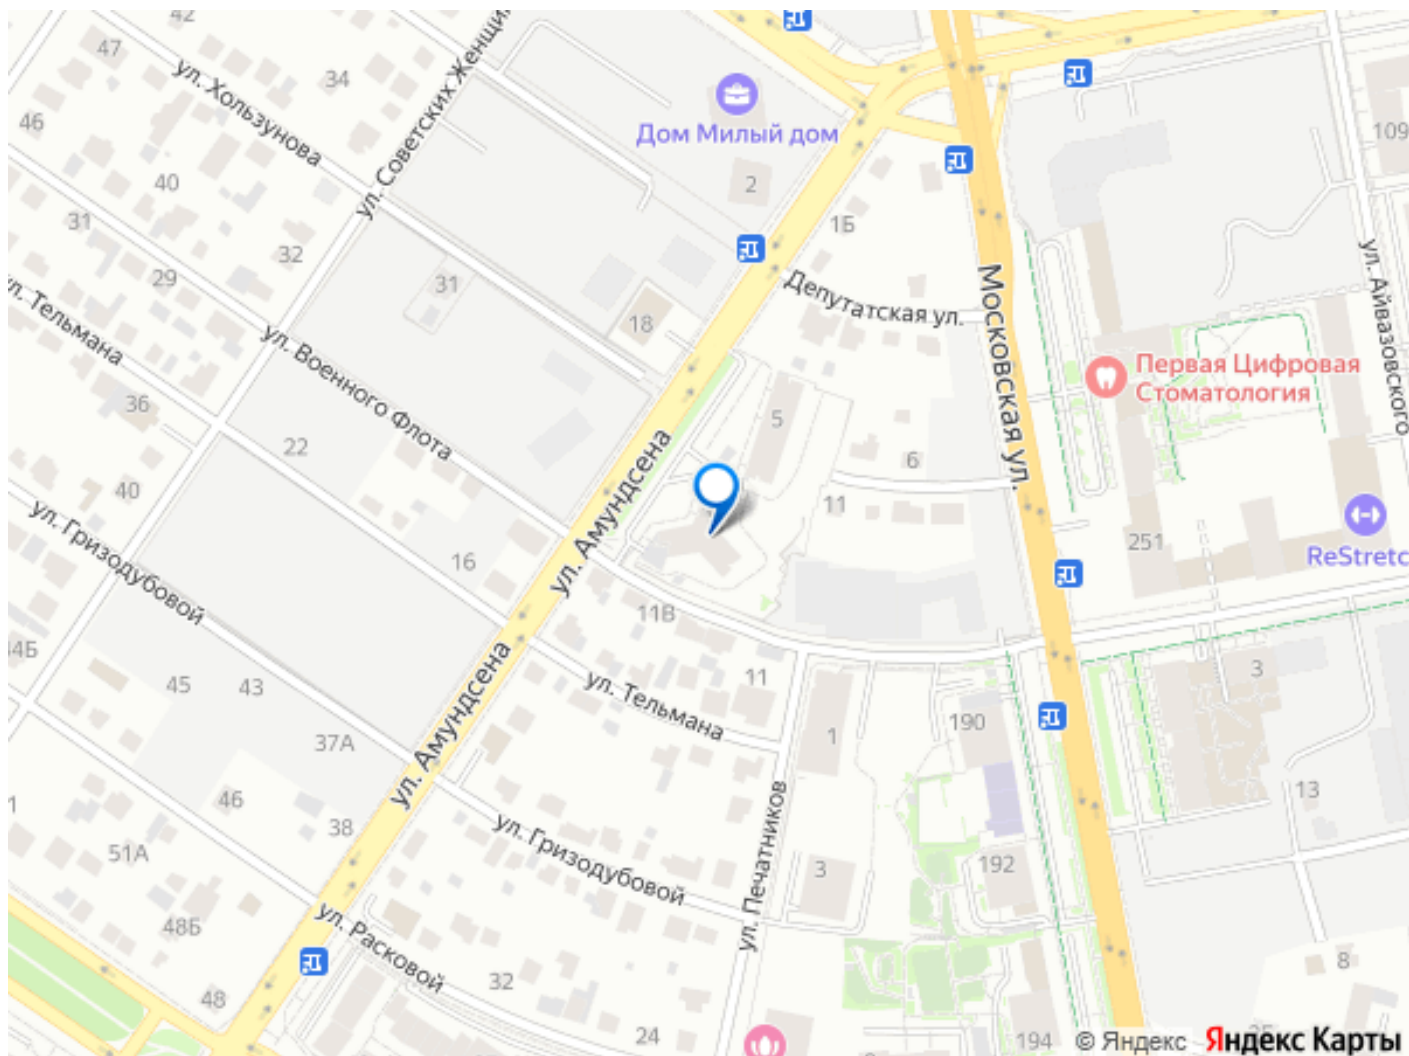 42
47
ул. Советских Женщин
34
ул. Хользунова
Дом Милый дом
46
109
40
2
31
1Б
32
29
31
ул. Айвазовского
ул. Тельмана
Депутатская ул.
Московская ул.
18
ул. Военного Флота
Первая Цифровая
Стоматология
36
5
22
6
40
ул. Амундсена
11
ул. Гризодубовой
251
ReStretc
16
11В
44Б
3
45
43
11
ул. Тельмана
37А
190
1
ул. Амундсена
13
46
38
51А
ул. Гризодубовой
ул. Печатников
3
192
48Б
ул. Расковой
8
32
48
24
194
© Яндекс
Яндекс Карты